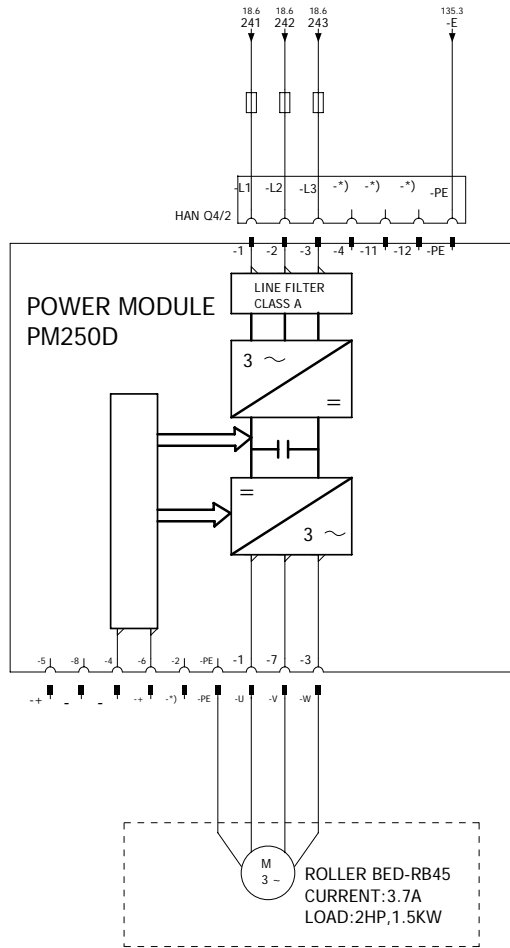 18.6 18.6 18.6 135.3
241 242 243 -E
-L1 -L2 -L3 -*) -*) -*) -PE
HAN Q4/2
-1 -2 -3 -4 -11 -12 -PE
LINE FILTER
CLASS A
POWER MODULE
PM250D
3 ~
=
=
3 ~
-5 -8 -4 -6 -2 -PE -1 -7 -3
-+ - - -+ -*) -PE -U -V -W
M
3 ~
ROLLER BED-RB45
CURRENT:3.7A
LOAD:2HP,1.5KW